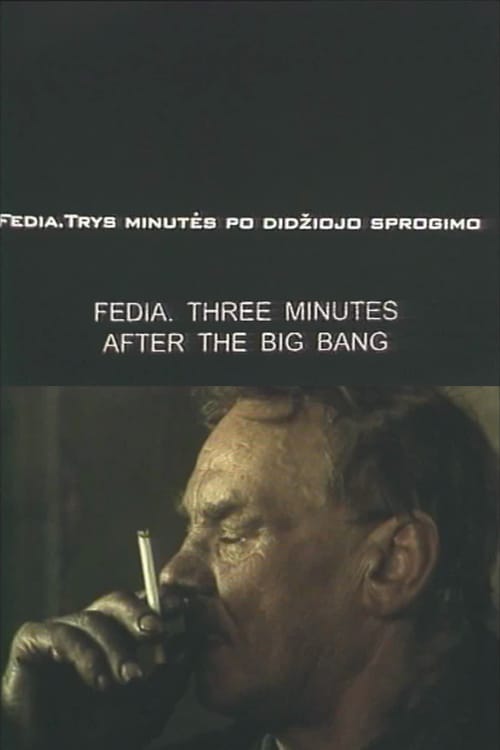 FEDIA.TRYS MINUTĖS PO DIDŽIOJO SPROGIMO
FEDIA. THREE MINUTES
AFTER THE BIG BANG